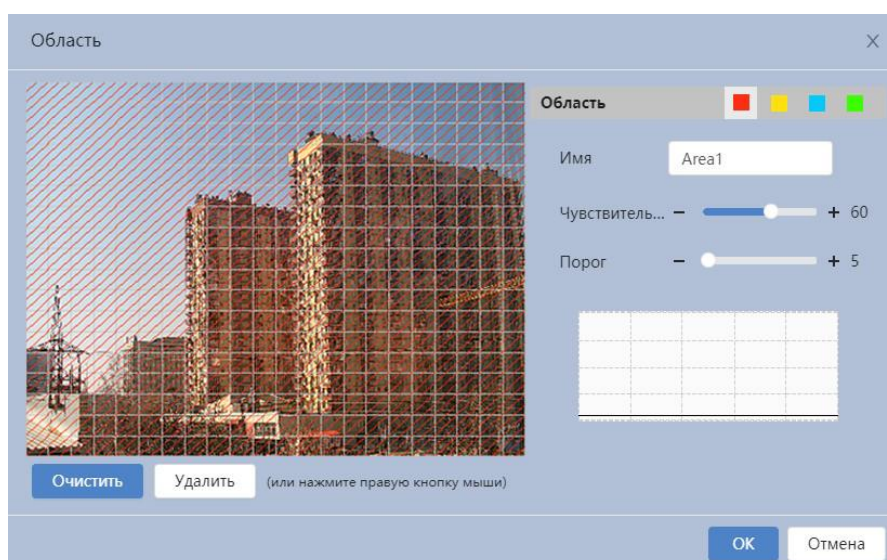 Область
Область
Имя
Area1
Чувствитель... − + 60
Порог − + 5
Очистить
Удалить
(или нажмите правую кнопку мыши)
OK
Отмена